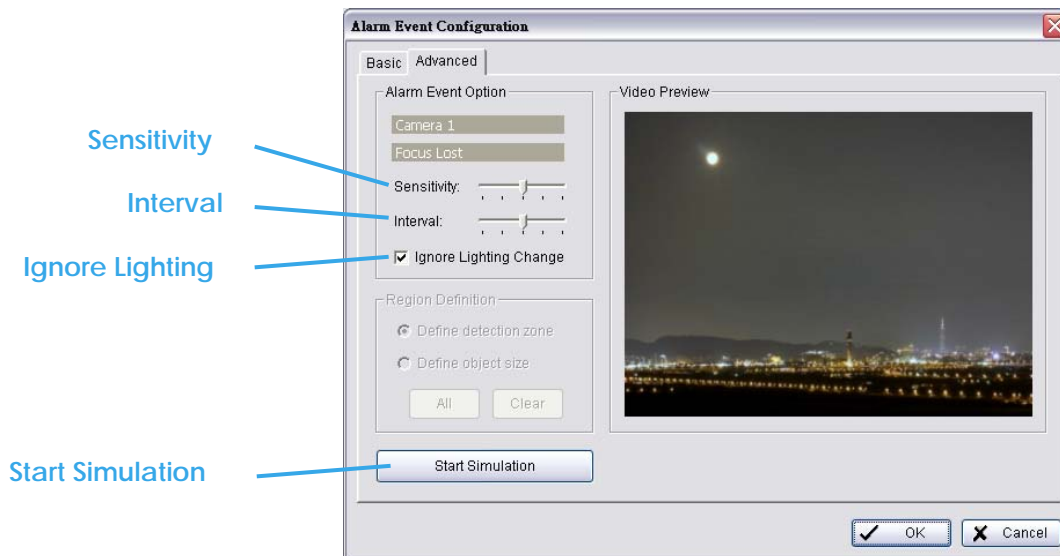 Alarm Event Configuration
Basic
Advanced
Alarm Event Option
Camera 1
Focus Lost
Sensitivity:
Interval:
Ignore Lighting Change
Region Definition
Define detection zone
Define object size
All
Clear
Start Simulation
Video Preview
OK
Cancel
Sensitivity
Interval
Ignore Lighting
Start Simulation